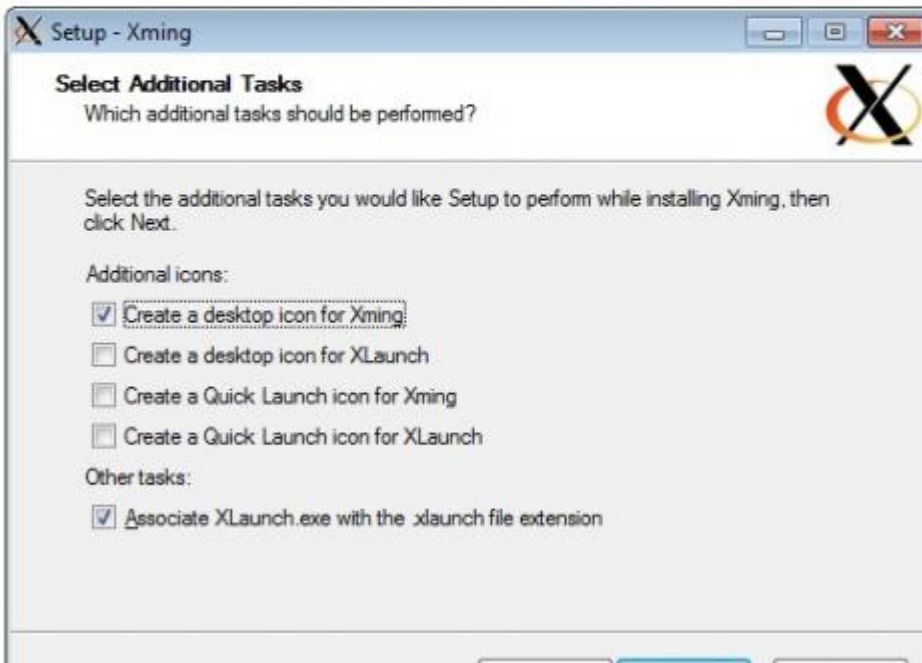 Setup - Xming
Select Additional Tasks
Which additional tasks should be performed?
Select the additional tasks you would like Setup to perform while installing Xming, then
click Next.
Additional icons:
Create a desktop icon for Xming
Create a desktop icon for XLaunch
Create a Quick Launch icon for Xming
Create a Quick Launch icon for XLaunch
Other tasks:
Associate XLaunch.exe with the .xlaunch file extension